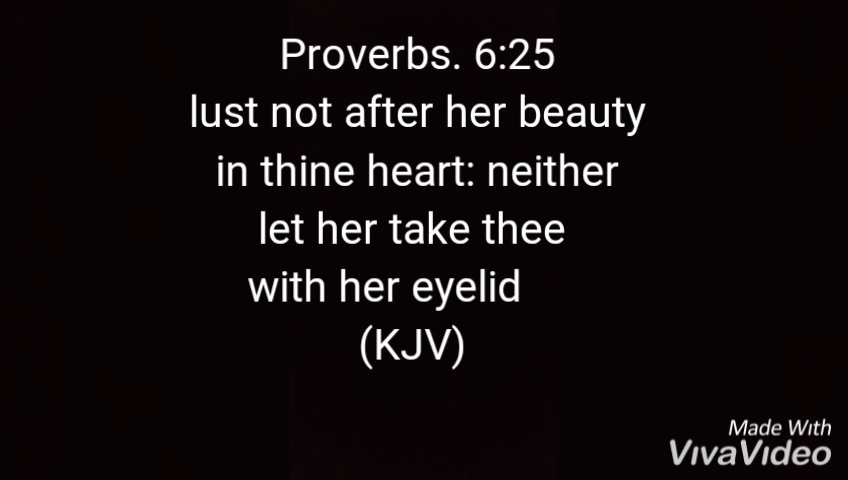 Proverbs. 6:25
lust not after her beauty
in thine heart: neither
let her take thee
with her eyelid
(KJV)
Made With
VivaVideo